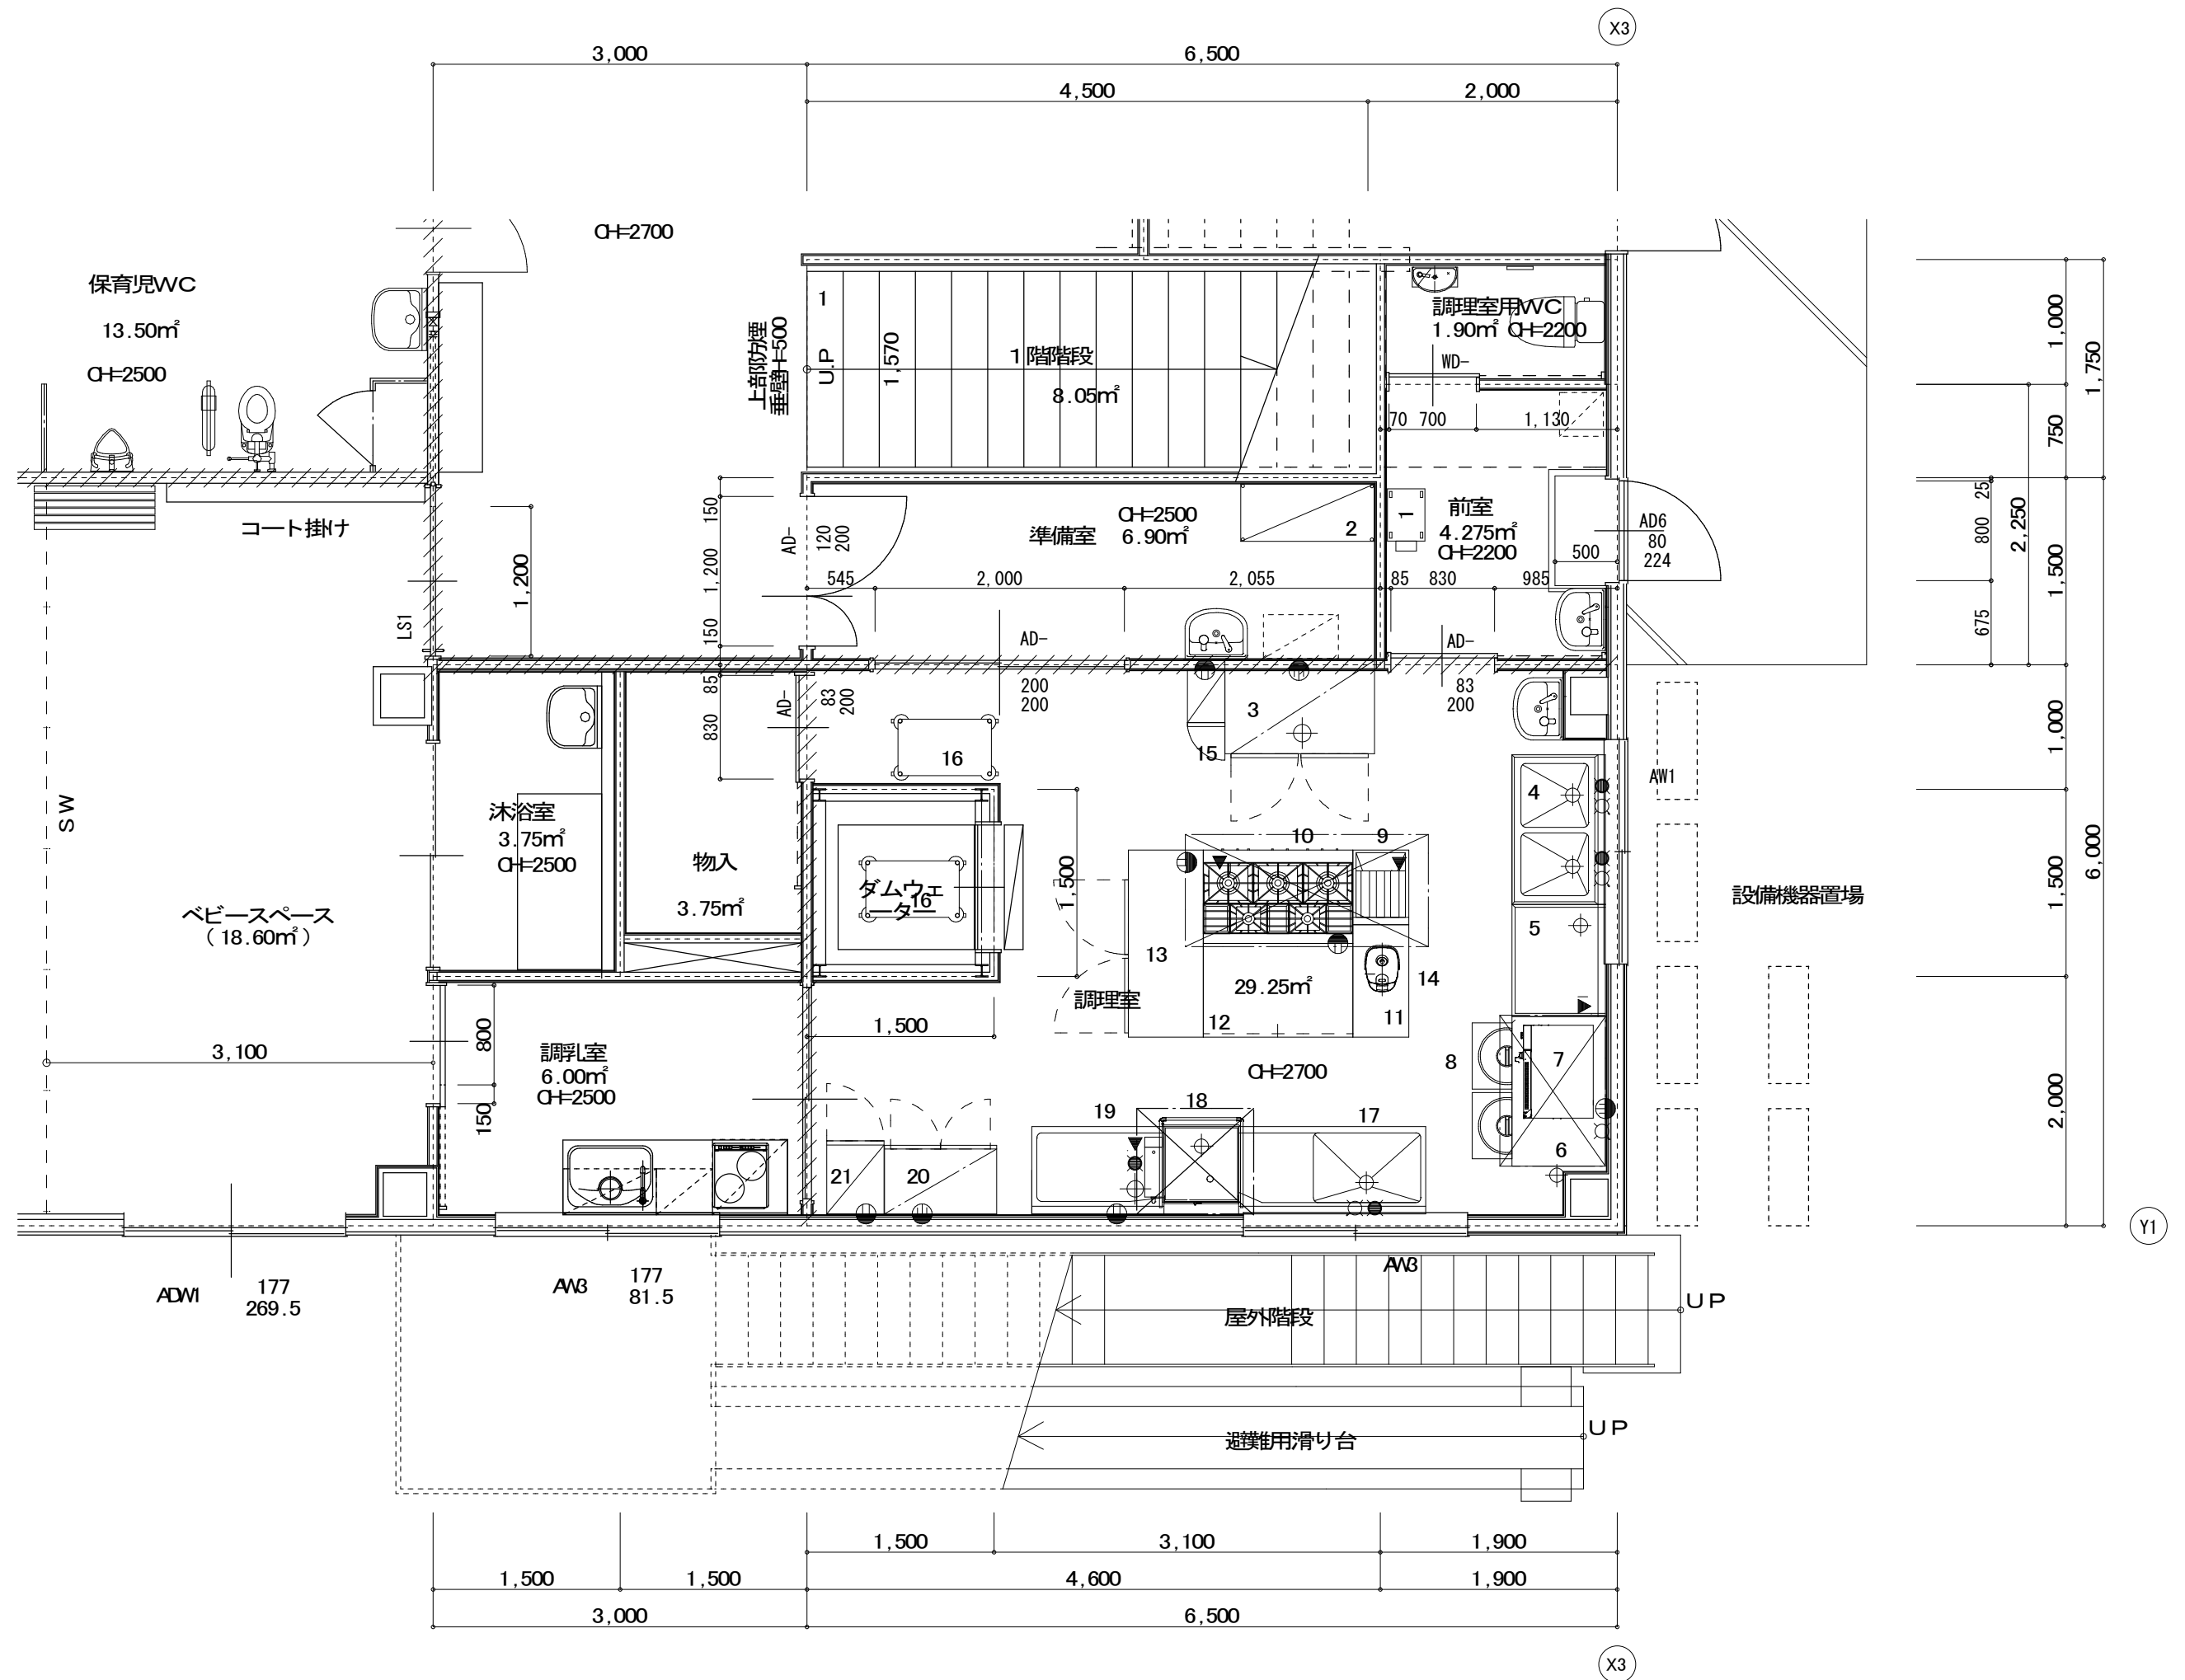 X3
3,000
6,500
4,500
2,000
CH=2700
保育児WC
13.50㎡
CH=2500
上部防煙
垂壁H=500
1
U.P
1,570
1階階段
8.05㎡
調理室用WC
1.90㎡ CH=2200
WD-
70 700
1,130
1,000
750
1,750
コート掛け
LS1
1,200
150
1,200
150
AD-
120
200
準備室
CH=2500
6.90㎡
2
545
2,000
2,055
1
前室
4.275㎡
CH=2200
85
830
985
500
AD6
80
224
25
800
675
2,250
1,500
AD-
AD-
85
830
AD-
83
200
200
200
83
200
3
15
16
SW
沐浴室
3.75㎡
CH=2500
物入
3.75㎡
ダムウェ
ーター
16
1,500
10
9
4
AW1
5
設備機器置場
1,000
1,500
6,000
2,000
ベビースペース
(18.60㎡)
13
調理室
29.25㎡
14
12
11
1,500
3,100
800
150
調乳室
6.00㎡
CH=2500
CH=2700
8
7
6
19
18
17
21
20
Y1
ADW1
177
269.5
AW3
177
81.5
AW3
屋外階段
UP
避難用滑り台
UP
1,500
3,100
1,900
1,500
1,500
4,600
1,900
3,000
6,500
X3